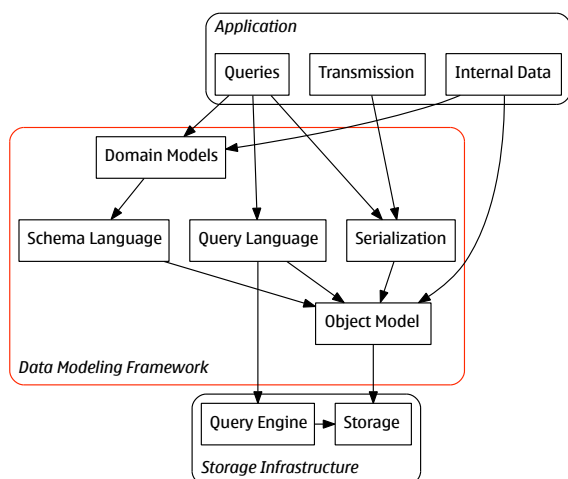 Application
Queries
Transmission
Internal Data
Domain Models
Schema Language
Query Language
Serialization
Object Model
Data Modeling Framework
Query Engine
Storage
Storage Infrastructure